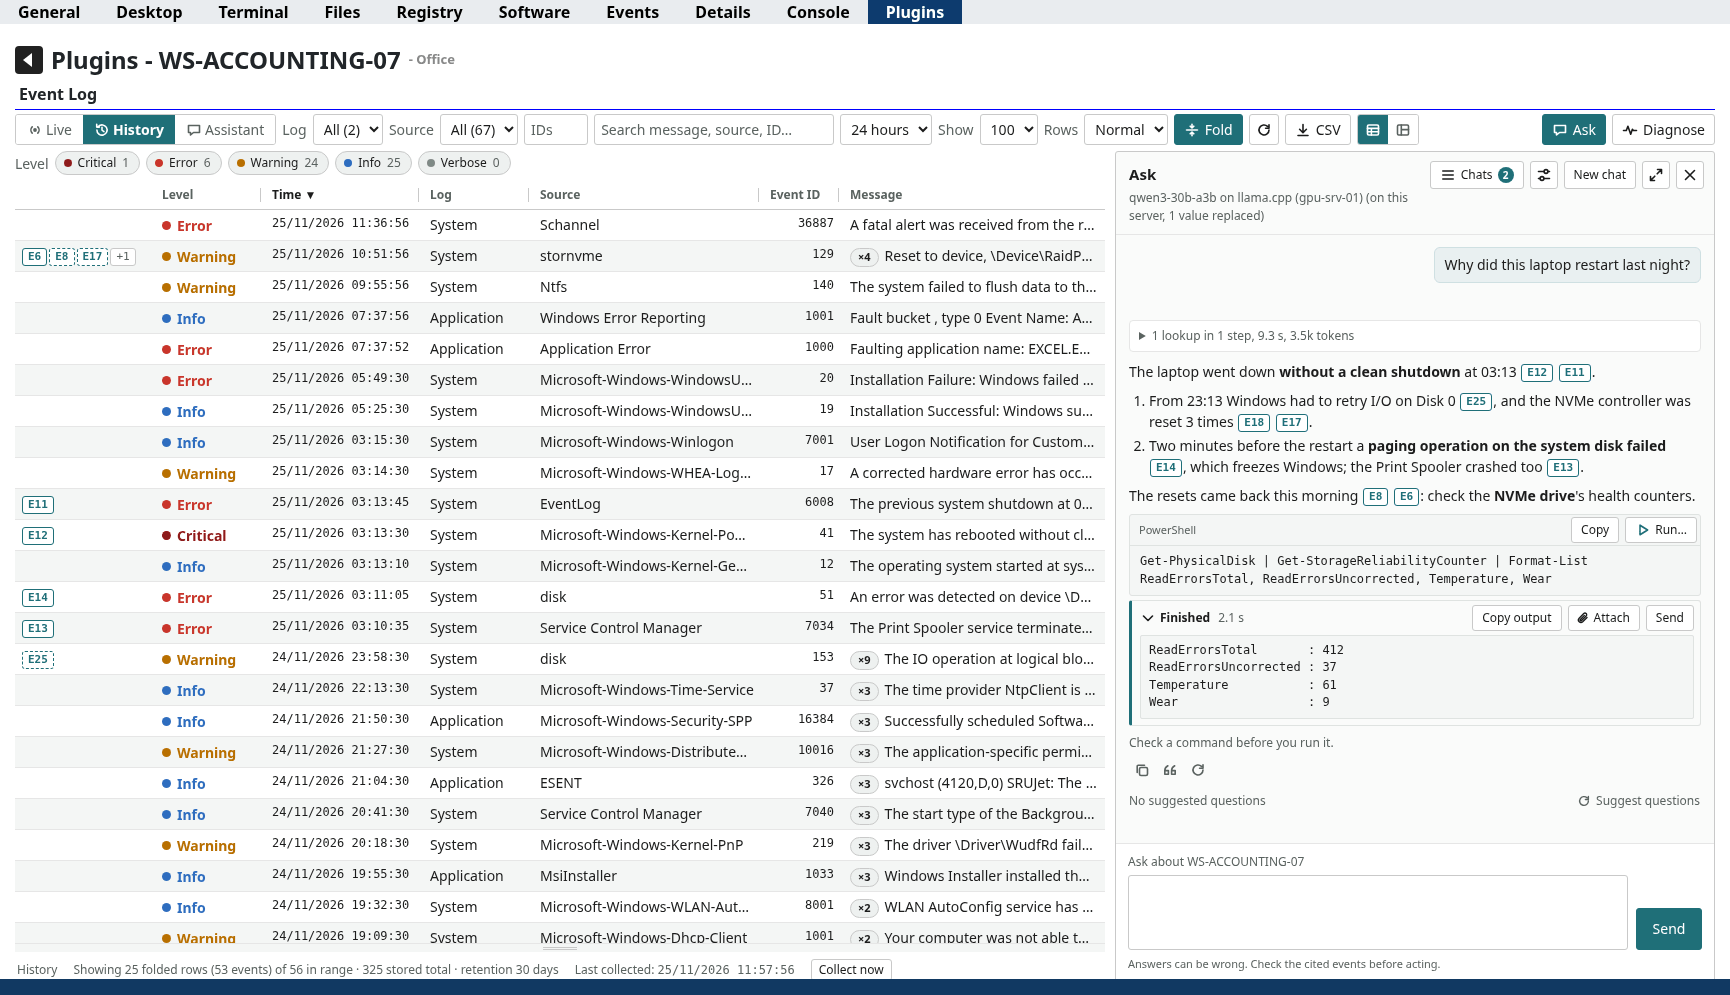 General Desktop Terminal Files Registry Software Events Details Console Plugins
Plugins - WS-ACCOUNTING-07 - Office
Event Log
Live History Assistant Log All (2) Source All (67) IDs Search message, source, ID... 24 hours Show 100 Rows Normal Fold CSV Ask Diagnose
Level Critical 1 Error 6 Warning 24 Info 25 Verbose 0
Level Time ▼ Log Source Event ID Message
Error 25/11/2026 11:36:56 System Schannel 36887 A fatal alert was received from the r...
E6 E8 E17 +1 Warning 25/11/2026 10:51:56 System stornvme 129 ×4 Reset to device, \Device\RaidP...
Warning 25/11/2026 09:55:56 System Ntfs 140 The system failed to flush data to th...
Info 25/11/2026 07:37:56 Application Windows Error Reporting 1001 Fault bucket , type 0 Event Name: A...
Error 25/11/2026 07:37:52 Application Application Error 1000 Faulting application name: EXCEL.E...
Error 25/11/2026 05:49:30 System Microsoft-Windows-WindowsU... 20 Installation Failure: Windows failed ...
Info 25/11/2026 05:25:30 System Microsoft-Windows-WindowsU... 19 Installation Successful: Windows su...
Info 25/11/2026 03:15:30 System Microsoft-Windows-Winlogon 7001 User Logon Notification for Custom...
Warning 25/11/2026 03:14:30 System Microsoft-Windows-WHEA-Log... 17 A corrected hardware error has occ...
E11 Error 25/11/2026 03:13:45 System EventLog 6008 The previous system shutdown at 0...
E12 Critical 25/11/2026 03:13:30 System Microsoft-Windows-Kernel-Po... 41 The system has rebooted without cl...
Info 25/11/2026 03:13:10 System Microsoft-Windows-Kernel-Ge... 12 The operating system started at sys...
E14 Error 25/11/2026 03:11:05 System disk 51 An error was detected on device \D...
E13 Error 25/11/2026 03:10:35 System Service Control Manager 7034 The Print Spooler service terminate...
E25 Warning 24/11/2026 23:58:30 System disk 153 ×9 The IO operation at logical blo...
Info 24/11/2026 22:13:30 System Microsoft-Windows-Time-Service 37 ×3 The time provider NtpClient is ...
Info 24/11/2026 21:50:30 Application Microsoft-Windows-Security-SPP 16384 ×3 Successfully scheduled Softwa...
Warning 24/11/2026 21:27:30 System Microsoft-Windows-Distribute... 10016 ×3 The application-specific permi...
Info 24/11/2026 21:04:30 Application ESENT 326 ×3 svchost (4120,D,0) SRUJet: The ...
Info 24/11/2026 20:41:30 System Service Control Manager 7040 ×3 The start type of the Backgrou...
Warning 24/11/2026 20:18:30 System Microsoft-Windows-Kernel-PnP 219 ×3 The driver \Driver\WudfRd fail...
Info 24/11/2026 19:55:30 Application MsiInstaller 1033 ×3 Windows Installer installed th...
Info 24/11/2026 19:32:30 System Microsoft-Windows-WLAN-Aut... 8001 ×2 WLAN AutoConfig service has ...
Warning 24/11/2026 19:09:30 System Microsoft-Windows-Dhcp-Client 1001 ×2 Your computer was not able t...
History Showing 25 folded rows (53 events) of 56 in range · 325 stored total · retention 30 days Last collected: 25/11/2026 11:57:56 Collect now
Ask Chats 2 New chat
qwen3-30b-a3b on llama.cpp (gpu-srv-01) (on this
server, 1 value replaced)
Why did this laptop restart last night?
1 lookup in 1 step, 9.3 s, 3.5k tokens
The laptop went down without a clean shutdown at 03:13 E12 E11.
1. From 23:13 Windows had to retry I/O on Disk 0 E25, and the NVMe controller was
reset 3 times E18 E17.
2. Two minutes before the restart a paging operation on the system disk failed
E14, which freezes Windows; the Print Spooler crashed too E13.
The resets came back this morning E8 E6: check the NVMe drive's health counters.
PowerShell Copy Run...
Get-PhysicalDisk | Get-StorageReliabilityCounter | Format-List
ReadErrorsTotal, ReadErrorsUncorrected, Temperature, Wear
Finished 2.1 s Copy output Attach Send
ReadErrorsTotal : 412
ReadErrorsUncorrected : 37
Temperature : 61
Wear : 9
Check a command before you run it.
No suggested questions Suggest questions
Ask about WS-ACCOUNTING-07
Send
Answers can be wrong. Check the cited events before acting.